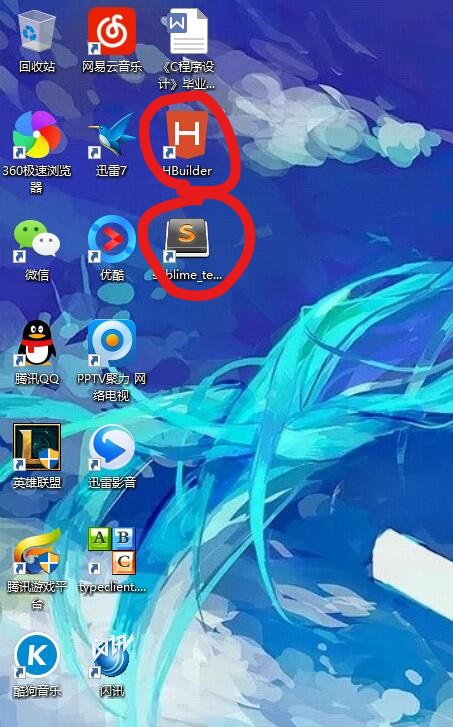 回收站
网易云音乐
《C程序设
计》毕业...
360极速浏览
器
迅雷7
HBuilder
微信
优酷
sublime_te...
腾讯QQ
PPTV聚力 网
络电视
英雄联盟
迅雷影音
腾讯游戏平
台
A B
C
typeclient....
酷狗音乐
闪讯